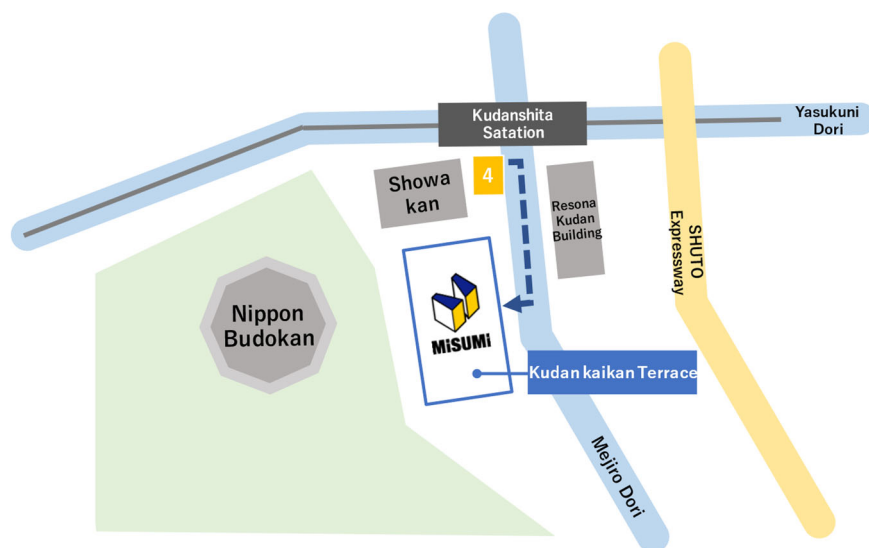 Kudanshita
Satation
Yasukuni
Dori
4
Showa
kan
Resona
Kudan
Building
SHUTO
Expressway
Nippon
Budokan
MiSUMi
Kudan kaikan Terrace
Mejiro Dori